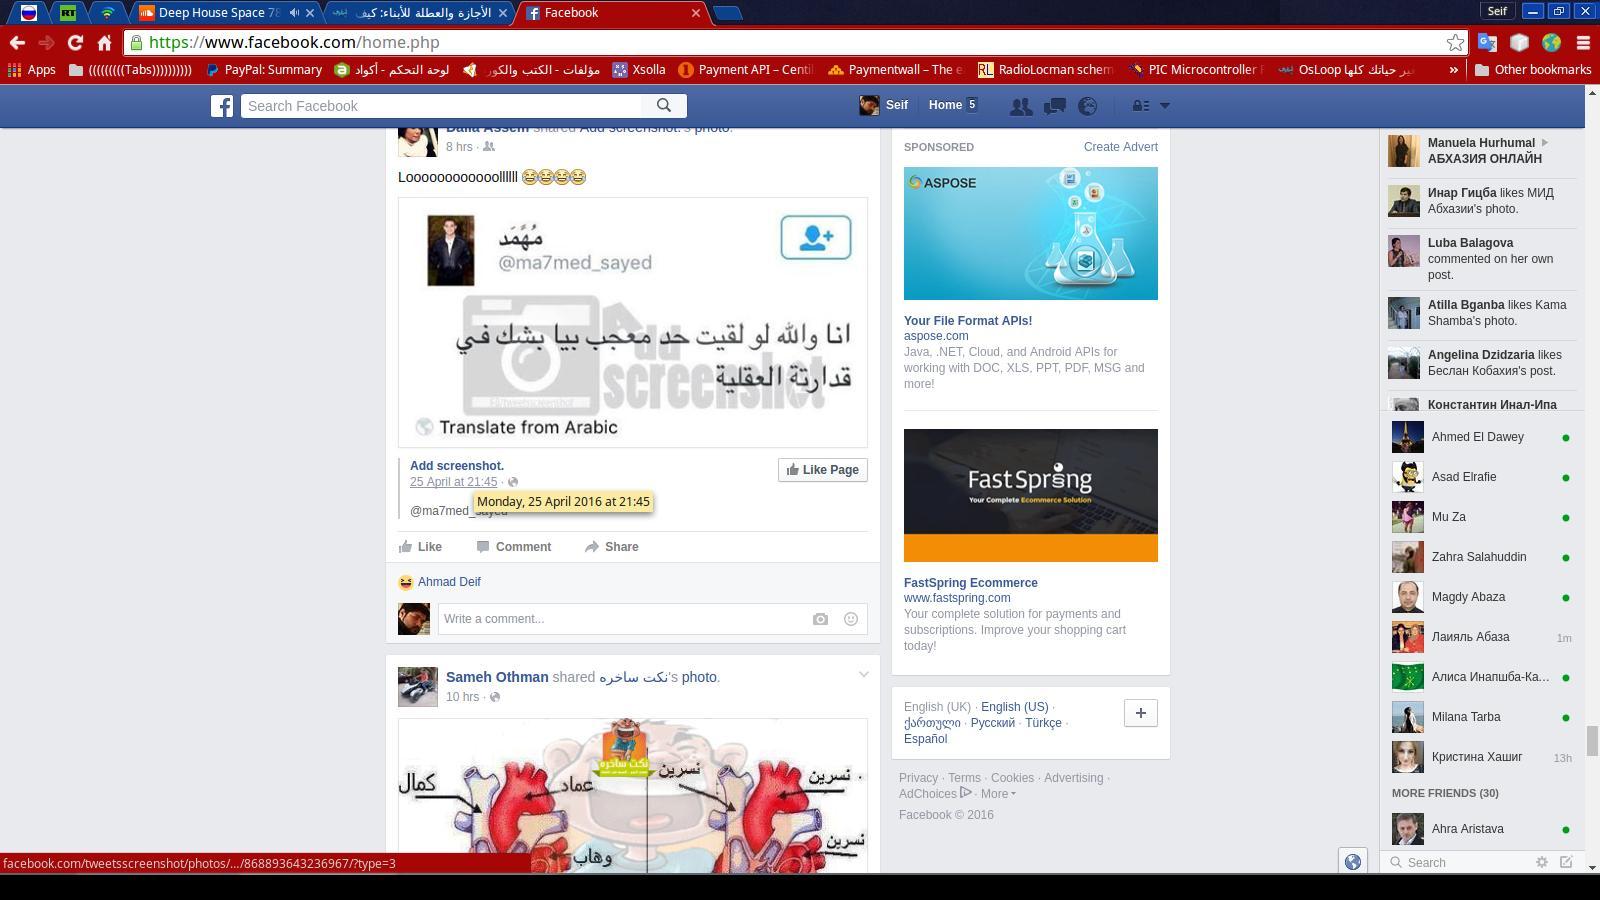 Seif
Deep House Space 78
الأجازة والعطلة للأبناء: كيف
Facebook
https://www.facebook.com/home.php
Apps
(((((((((Tabs))))))))))
PayPal: Summary
لوحة التحكم - أكواد
مؤلفات - الكتب والكور
Xsolla
Payment API – Centil
Paymentwall – The e
RadioLocman schem
PIC Microcontroller
OsLoop غير حياتك كلها
Other bookmarks
Search Facebook
Seif
Home 5
Dalia Assem shared Add screenshot.'s photo.
8 hrs ·
Looooooooooollllll 😂😂😂😂
مُهَمَد
@ma7med_sayed
انا والله لو لقيت حد معجب بيا بشك في
قدارتة العقلية
Add
screenshot
Translate from Arabic
Add screenshot.
25 April at 21:45 ·
Like Page
Monday, 25 April 2016 at 21:45
@ma7med_sayed
Like
Comment
Share
Ahmad Deif
Write a comment...
Sameh Othman shared نكت ساخره's photo.
10 hrs ·
نكت ساخره
كمال
عماد
نسرين
نسرين
نسرين
وهاب
facebook.com/tweetsscreenshot/photos/.../868893643236967/?type=3
SPONSORED
Create Advert
ASPOSE
Your File Format APIs!
aspose.com
Java, .NET, Cloud, and Android APIs for
working with DOC, XLS, PPT, PDF, MSG and
more!
FastSpring
Your Complete Ecommerce Solution
FastSpring Ecommerce
www.fastspring.com
Your complete solution for payments and
subscriptions. Improve your shopping cart
today!
English (UK) · English (US) ·
ქართული · Русский · Türkçe ·
Español
Privacy · Terms · Cookies · Advertising ·
AdChoices · More
Facebook © 2016
Manuela Hurhumal
АБХАЗИЯ ОНЛАЙН
Инар Гицба likes МИД
Абхазии's photo.
Luba Balagova
commented on her own
post.
Atilla Bganba likes Kama
Shamba's photo.
Angelina Dzidzaria likes
Беслан Кобахия's post.
Константин Инал-Ипа
Ahmed El Dawey
Asad Elrafie
Mu Za
Zahra Salahuddin
Magdy Abaza
Лаияль Абаза 1m
Алиса Инапшба-Ка...
Milana Tarba
Кристина Хашиг 13h
MORE FRIENDS (30)
Ahra Aristava
Search